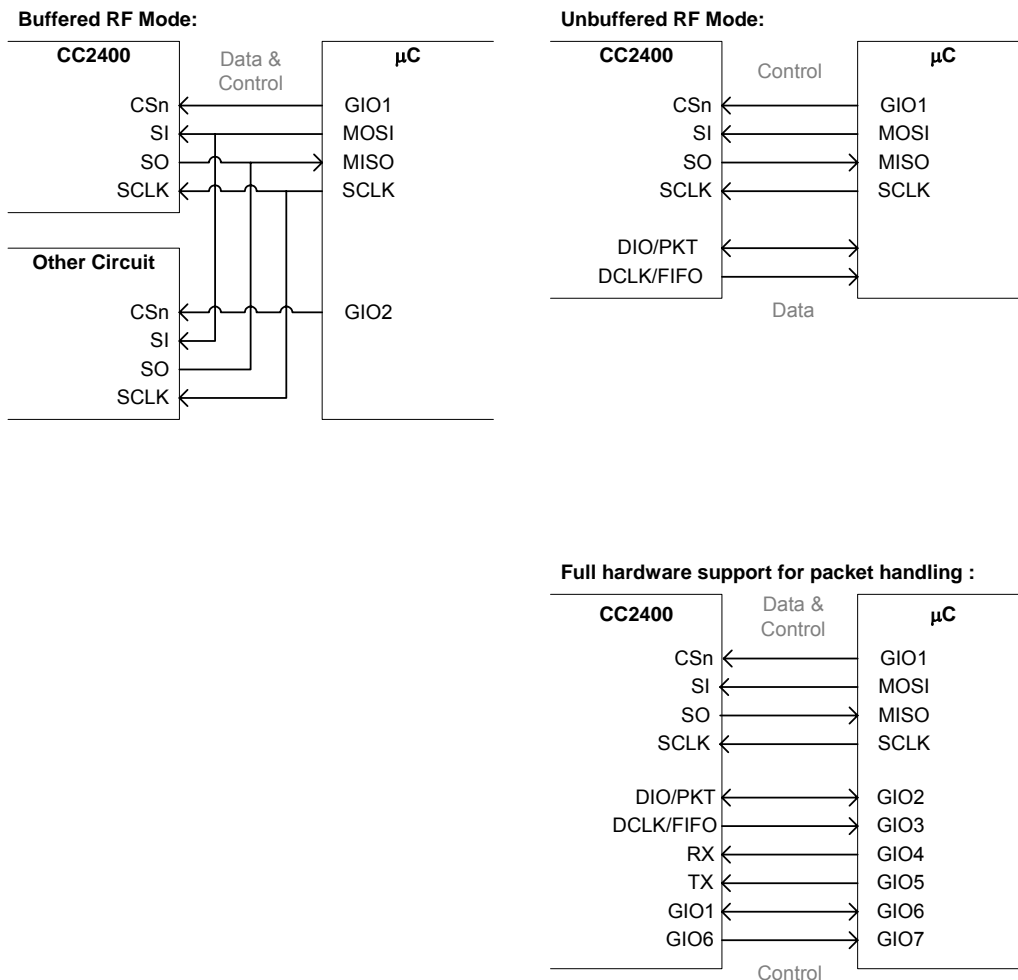 Buffered RF Mode:
CC2400
Data &
Control
μC
CSn
GIO1
SI
MOSI
SO
MISO
SCLK
SCLK
Other Circuit
CSn
GIO2
SI
SO
SCLK
Unbuffered RF Mode:
CC2400
Control
μC
CSn
GIO1
SI
MOSI
SO
MISO
SCLK
SCLK
DIO/PKT
DCLK/FIFO
Data
Full hardware support for packet handling :
CC2400
Data &
Control
μC
CSn
GIO1
SI
MOSI
SO
MISO
SCLK
SCLK
DIO/PKT
GIO2
DCLK/FIFO
GIO3
RX
GIO4
TX
GIO5
GIO1
GIO6
GIO6
GIO7
Control